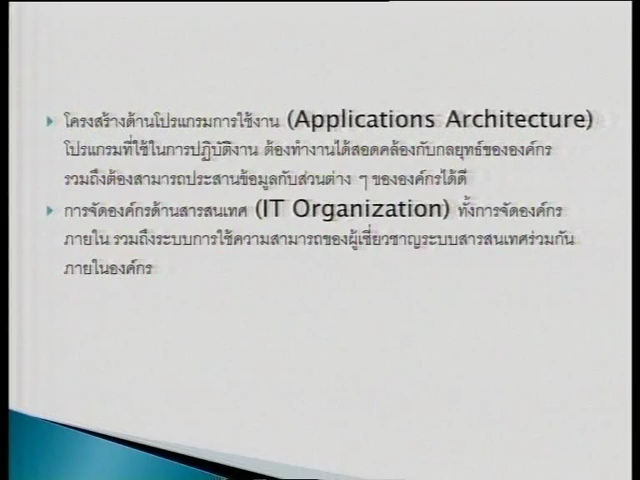 โครงสร้างด้านโปรแกรมการใช้งาน (Applications Architecture)
โปรแกรมที่ใช้ในการปฏิบัติงาน ต้องทำงานได้สอดคล้องกับกลยุทธ์ขององค์กร
รวมถึงต้องสามารถประสานข้อมูลกับส่วนต่าง ๆ ขององค์กรได้ดี
การจัดองค์กรด้านสารสนเทศ (IT Organization) ทั้งการจัดองค์กร
ภายใน รวมถึงระบบการใช้ความสามารถของผู้เชี่ยวชาญระบบสารสนเทศร่วมกัน
ภายในองค์กร